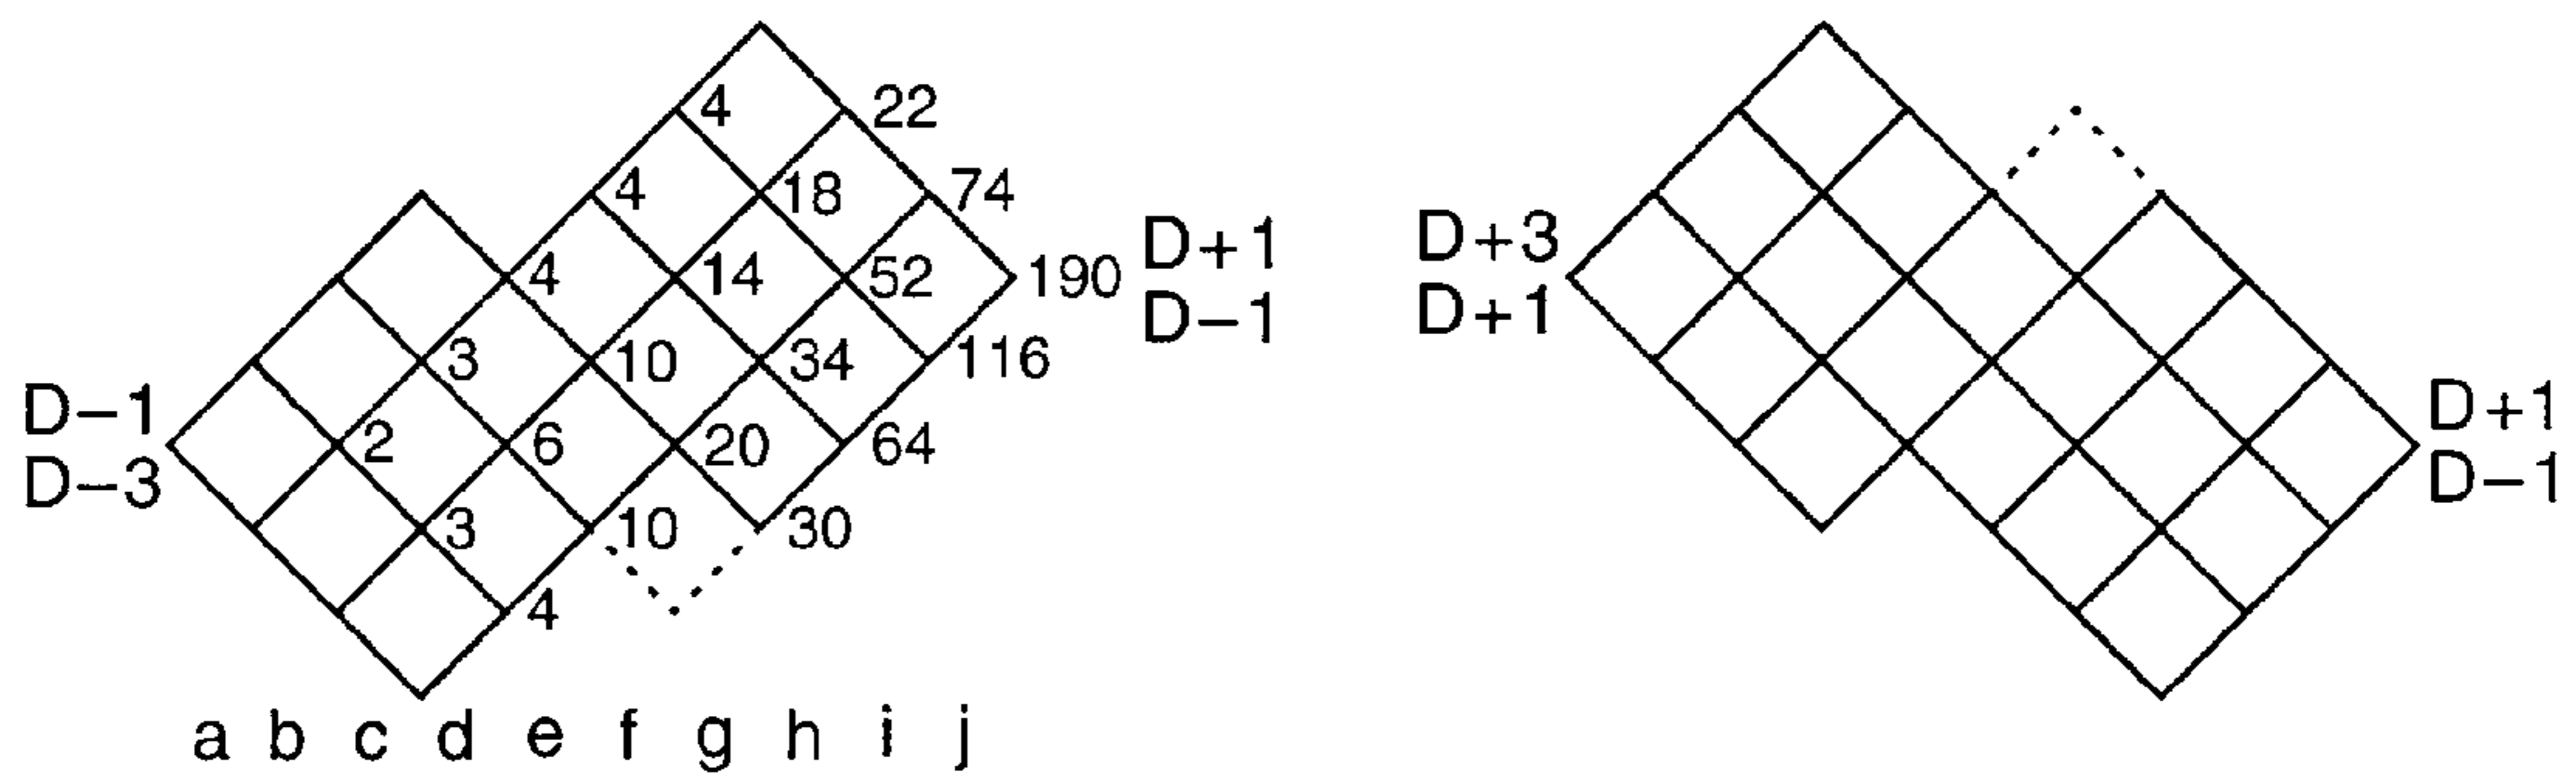 4 22
4 18 74
4 14 52 190 D+1
D−1
3 10 34 116
D−1 2 6 20 64
D−3
3 10 30
4
a b c d e f g h i j
D+3
D+1
D+1
D−1